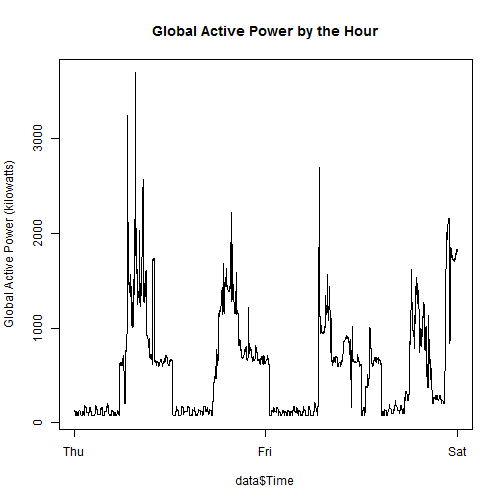 Global Active Power by the Hour
Global Active Power (kilowatts)
3000
2000
1000
0
Thu
Fri
Sat
data$Time